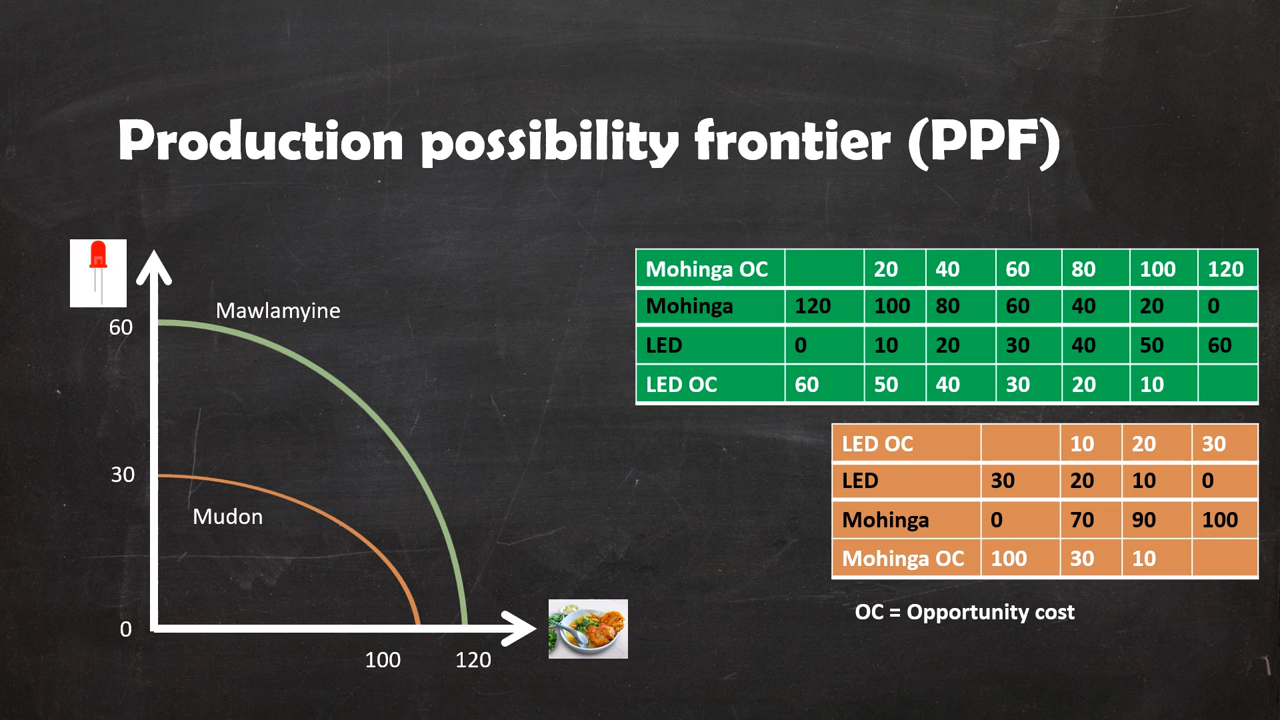 Production possibility frontier (PPF)
Mawlamyine
60
30
Mudon
0
100 120
Mohinga OC 20 40 60 80 100 120
Mohinga 120 100 80 60 40 20 0
LED 0 10 20 30 40 50 60
LED OC 60 50 40 30 20 10
LED OC 10 20 30
LED 30 20 10 0
Mohinga 0 70 90 100
Mohinga OC 100 30 10
OC = Opportunity cost